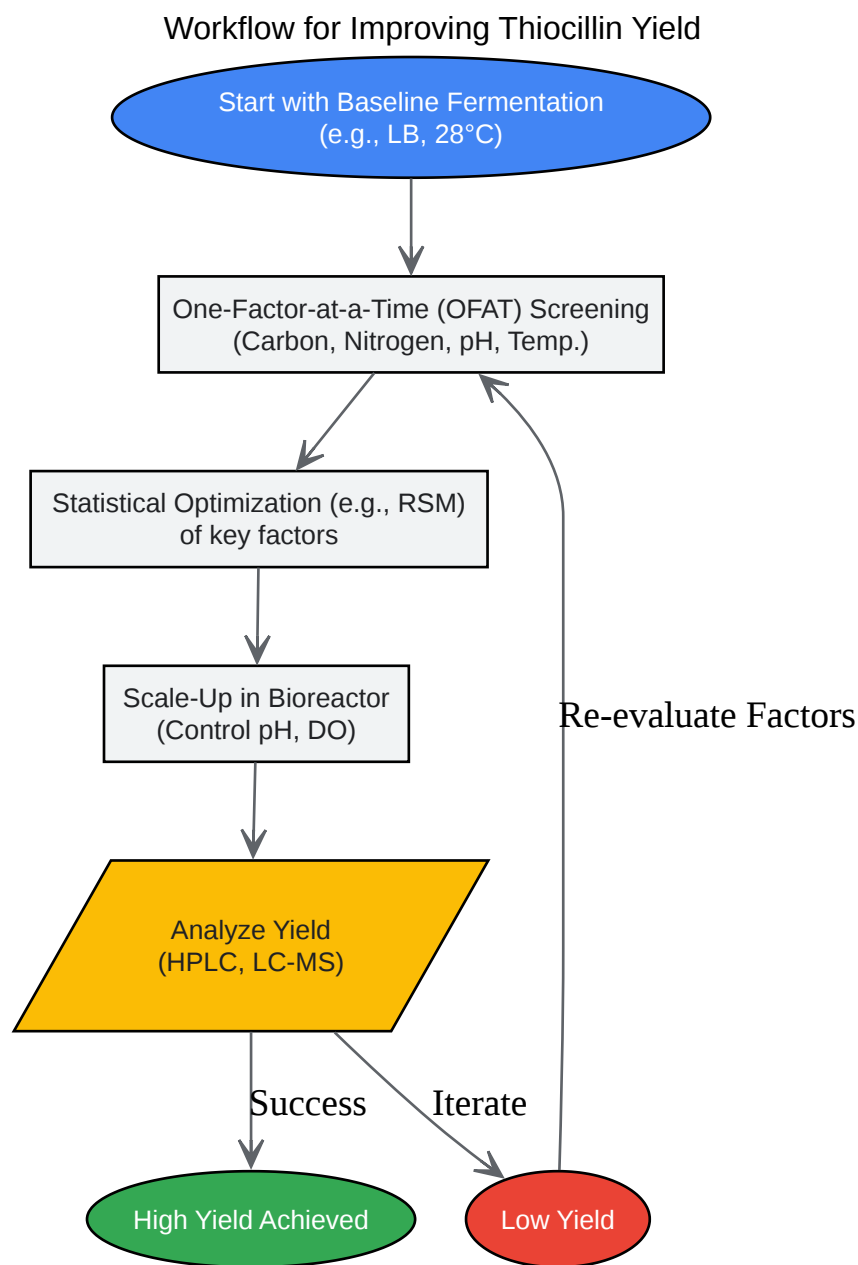 Workflow for Improving Thiocillin Yield
Start with Baseline Fermentation
(e.g., LB, 28°C)
One-Factor-at-a-Time (OFAT) Screening
(Carbon, Nitrogen, pH, Temp.)
Statistical Optimization (e.g., RSM)
of key factors
Scale-Up in Bioreactor
(Control pH, DO)
Re-evaluate Factors
Analyze Yield
(HPLC, LC-MS)
Success
Iterate
High Yield Achieved
Low Yield